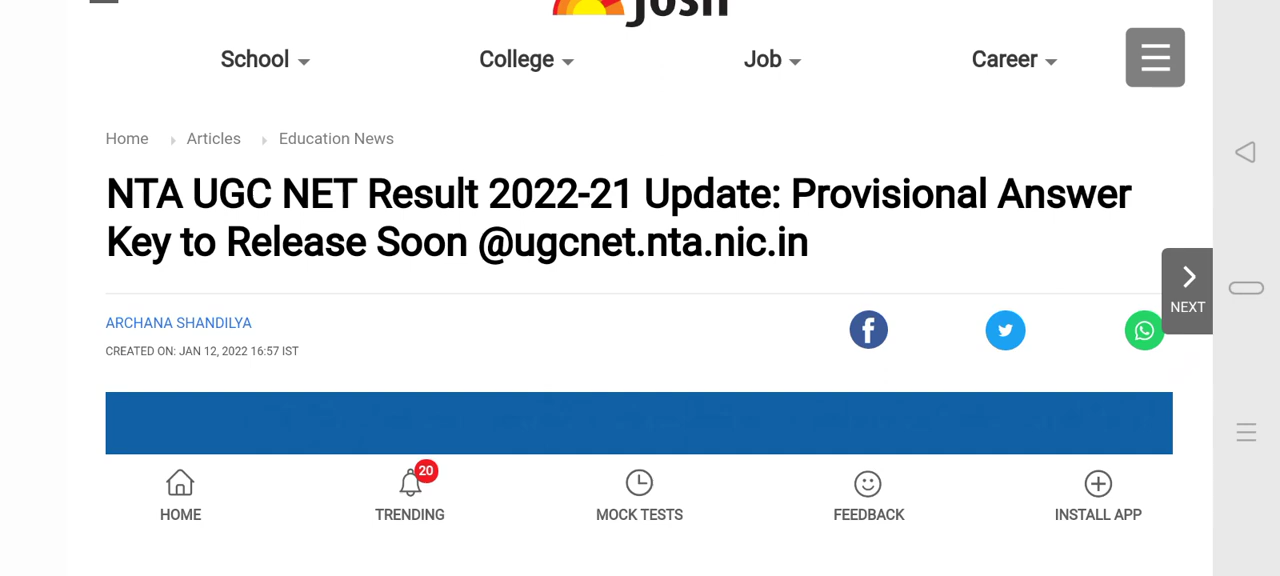 Josh
School
College
Job
Career
Home
Articles
Education News
NTA UGC NET Result 2022-21 Update: Provisional Answer
Key to Release Soon @ugcnet.nta.nic.in
NEXT
ARCHANA SHANDILYA
CREATED ON: JAN 12, 2022 16:57 IST
20
HOME
TRENDING
MOCK TESTS
FEEDBACK
INSTALL APP